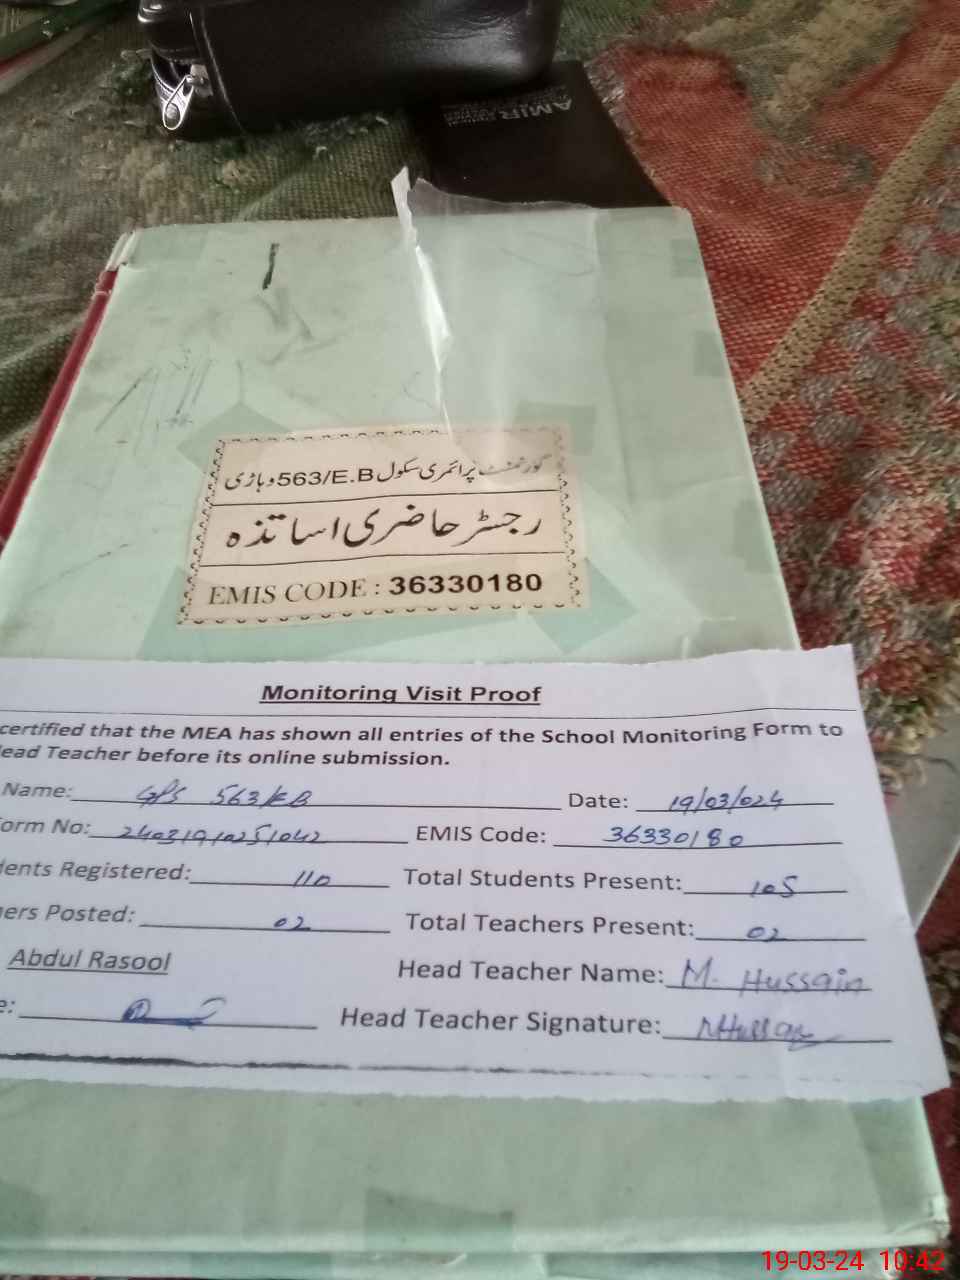 AMIR
گورنمنٹ پرائمری سکول 563/E.B وہاڑی
رجسٹر حاضری اساتذہ
EMIS CODE : 36330180
Monitoring Visit Proof
certified that the MEA has shown all entries of the School Monitoring Form to
ead Teacher before its online submission.
Name: GPS 563/EB Date: 19/03/024
orm No: EMIS Code: 36330180
dents Registered: 110 Total Students Present: 105
ers Posted: 02 Total Teachers Present: 02
Abdul Rasool Head Teacher Name: M. Hussain
e: Head Teacher Signature: MHussain
19-03-24 10:42